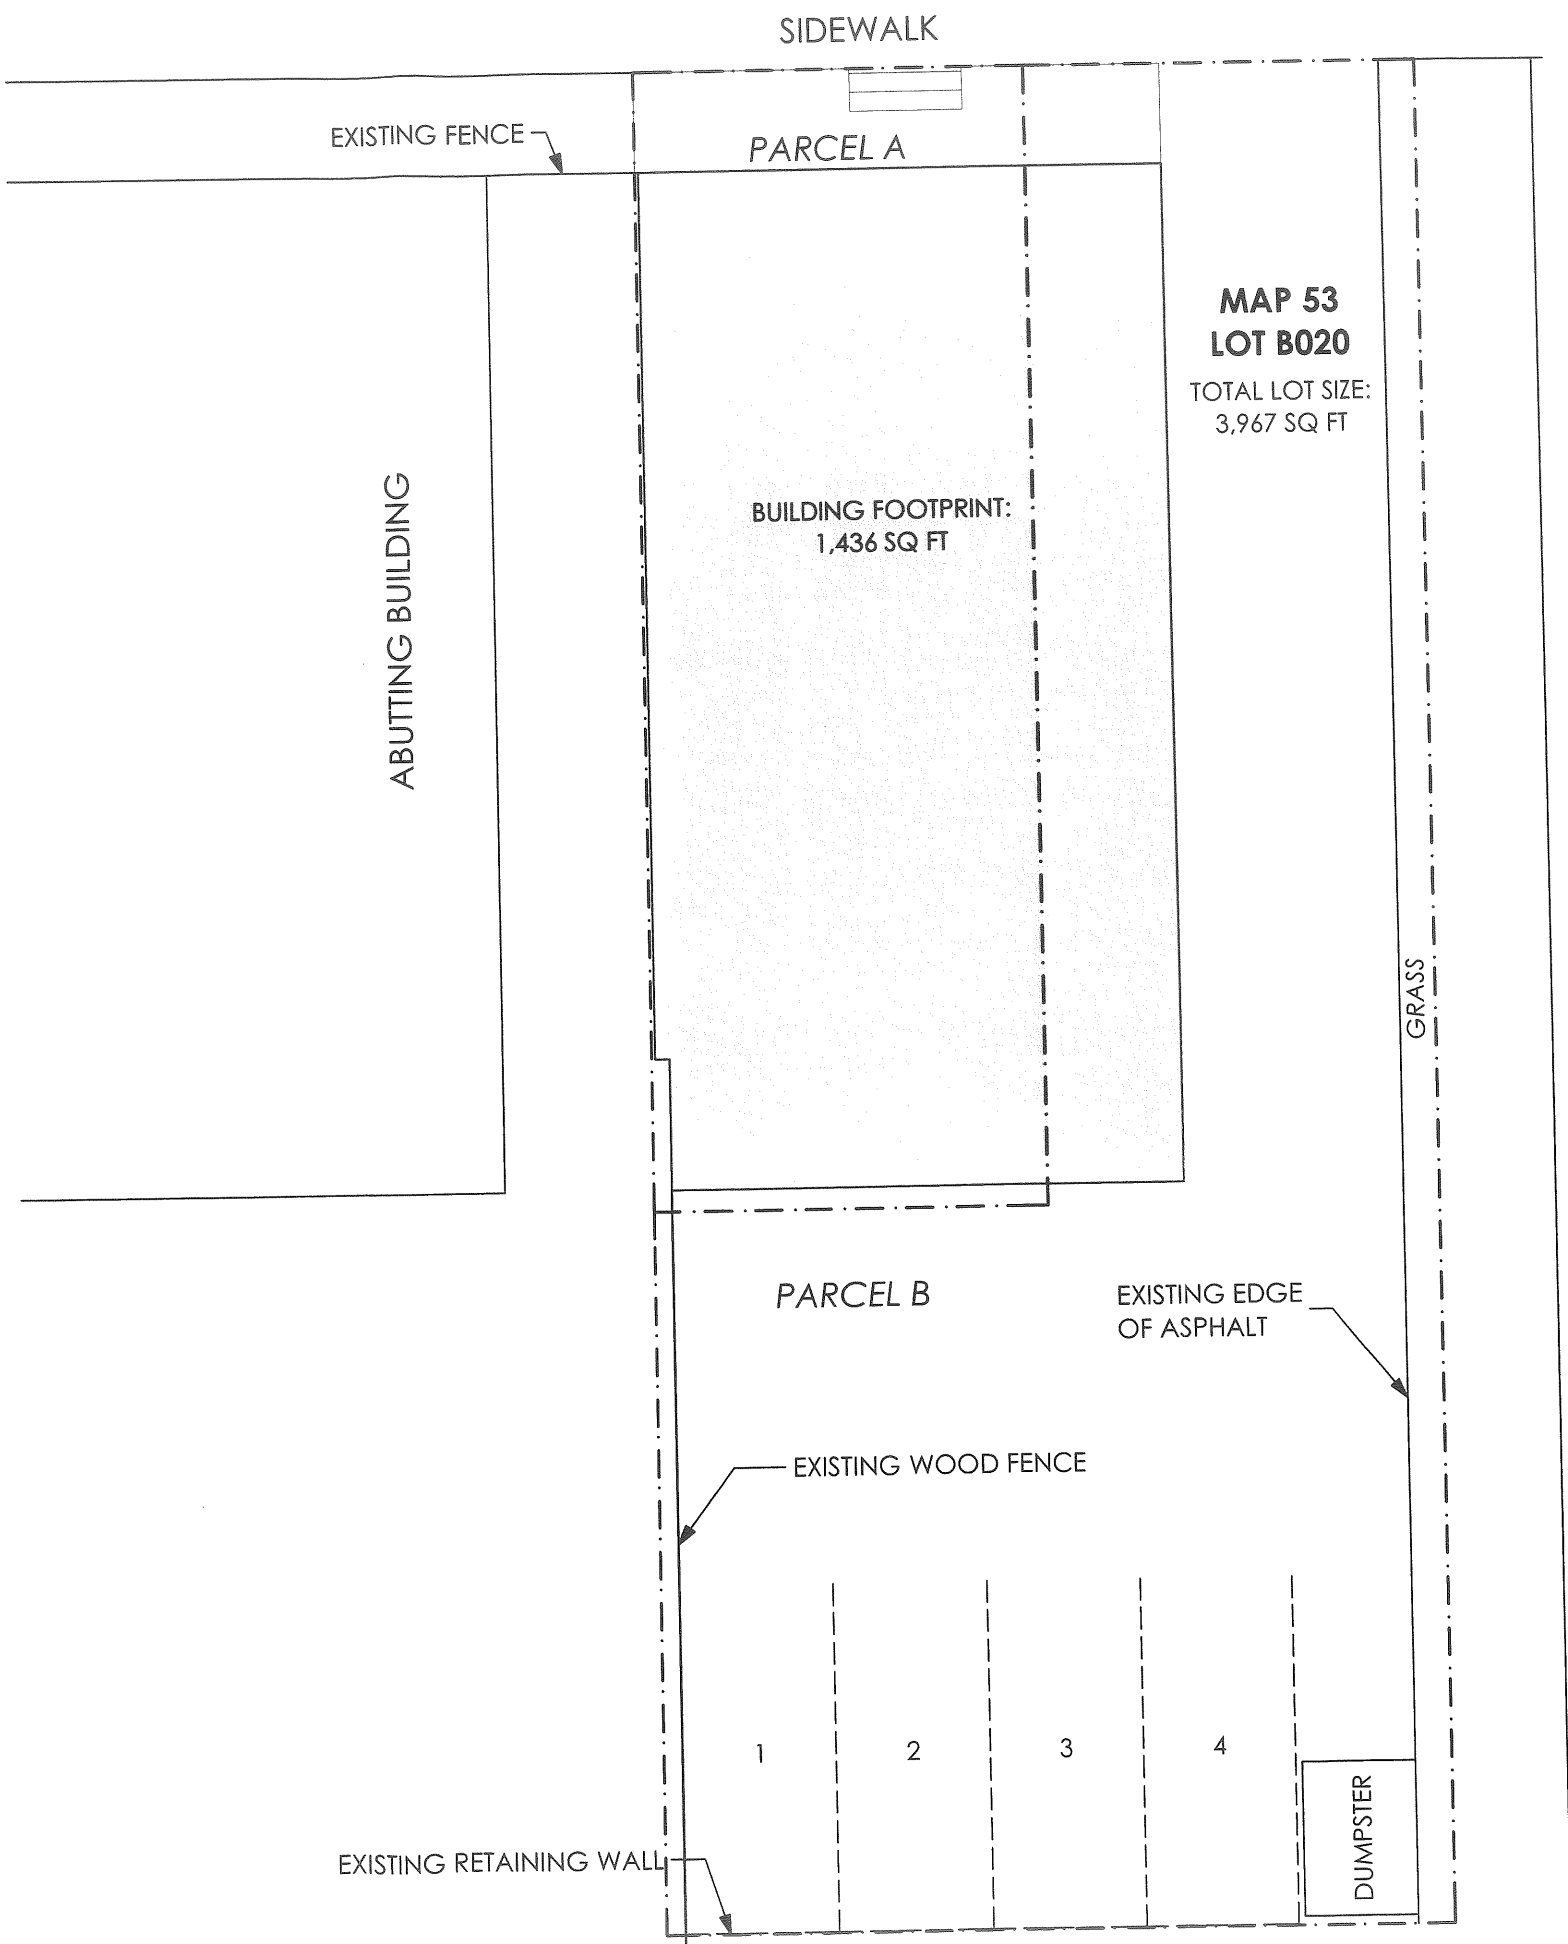 SIDEWALK
EXISTING FENCE
PARCEL A
MAP 53
LOT B020
TOTAL LOT SIZE:
3,967 SQ FT
BUILDING FOOTPRINT:
1,436 SQ FT
ABUTTING BUILDING
GRASS
PARCEL B
EXISTING EDGE
OF ASPHALT
EXISTING WOOD FENCE
1
2
3
4
DUMPSTER
EXISTING RETAINING WALL